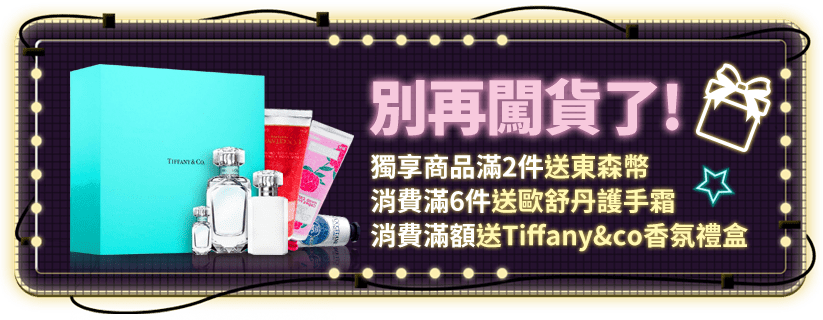 別再闖貨了!
獨享商品滿2件送東森幣
消費滿6件送歐舒丹護手霜
消費滿額送Tiffany&co香氛禮盒
TIFFANY & CO.